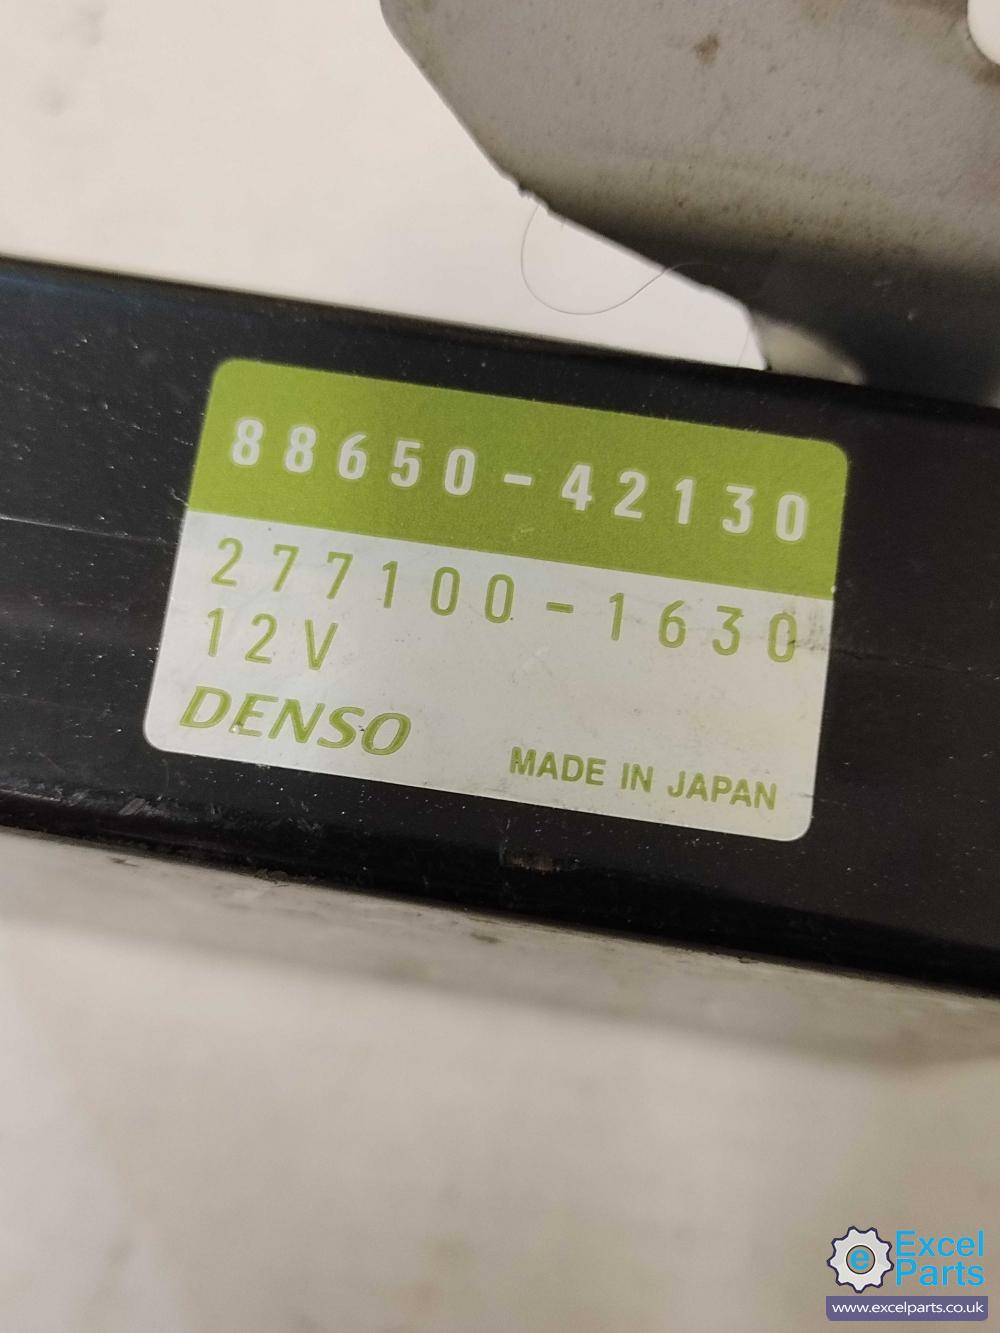 88650-42130
277100-1630
12V
DENSO
MADE IN JAPAN
e Excel
Parts
www.excelparts.co.uk